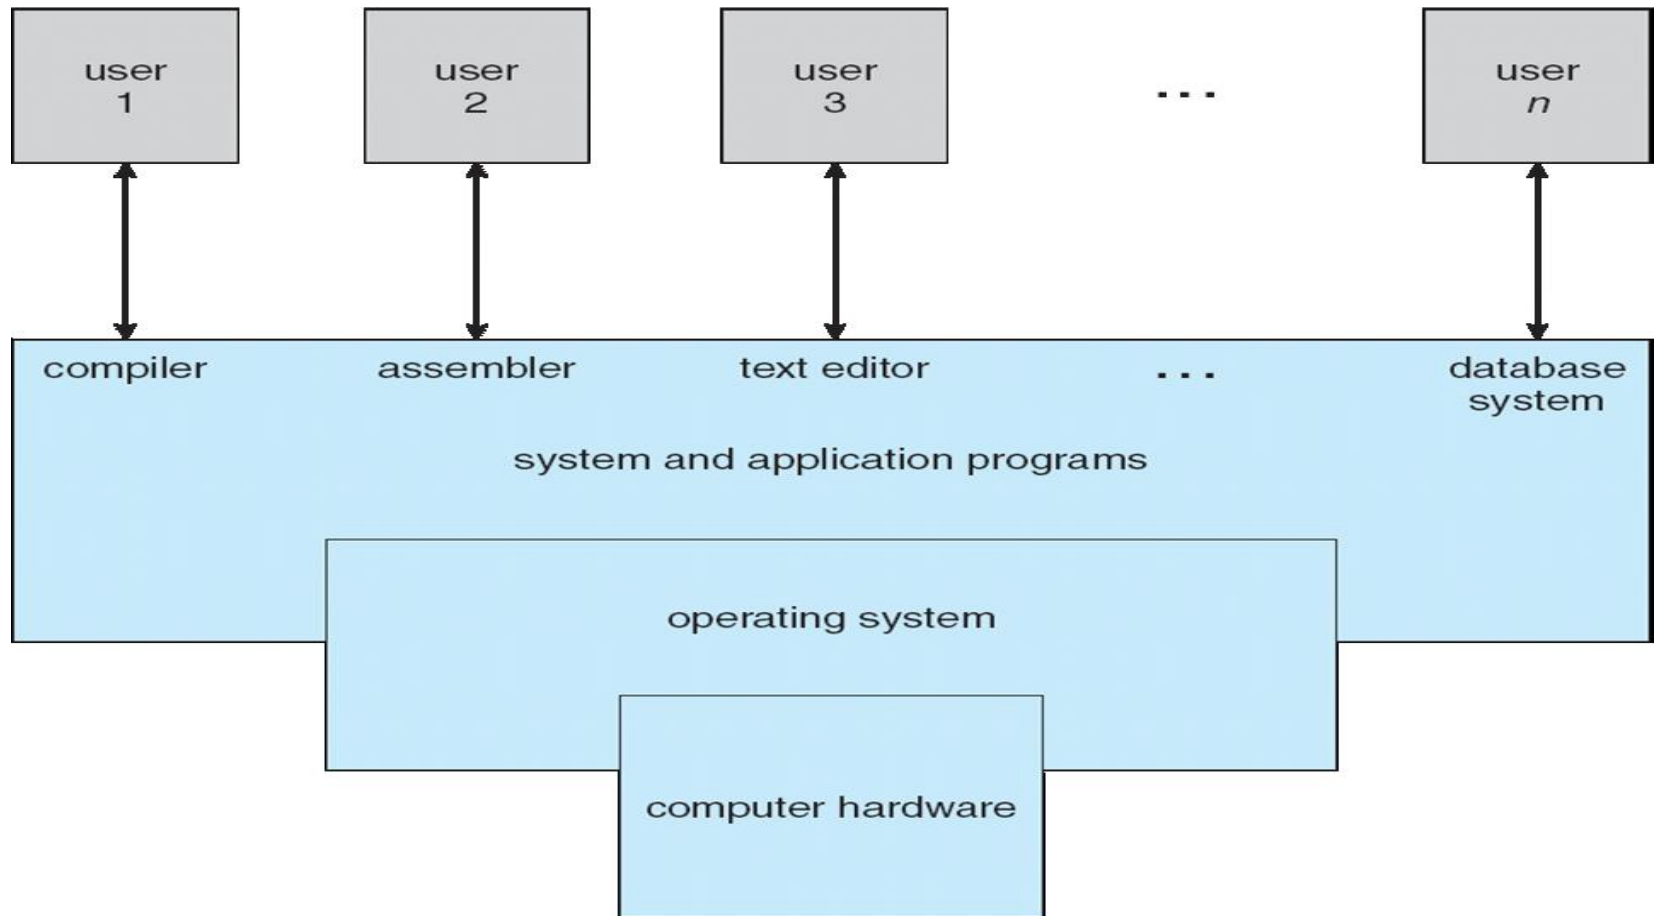 user
1
user
2
user
3
...
user
n
compiler
assembler
text editor
...
database
system
system and application programs
operating system
computer hardware